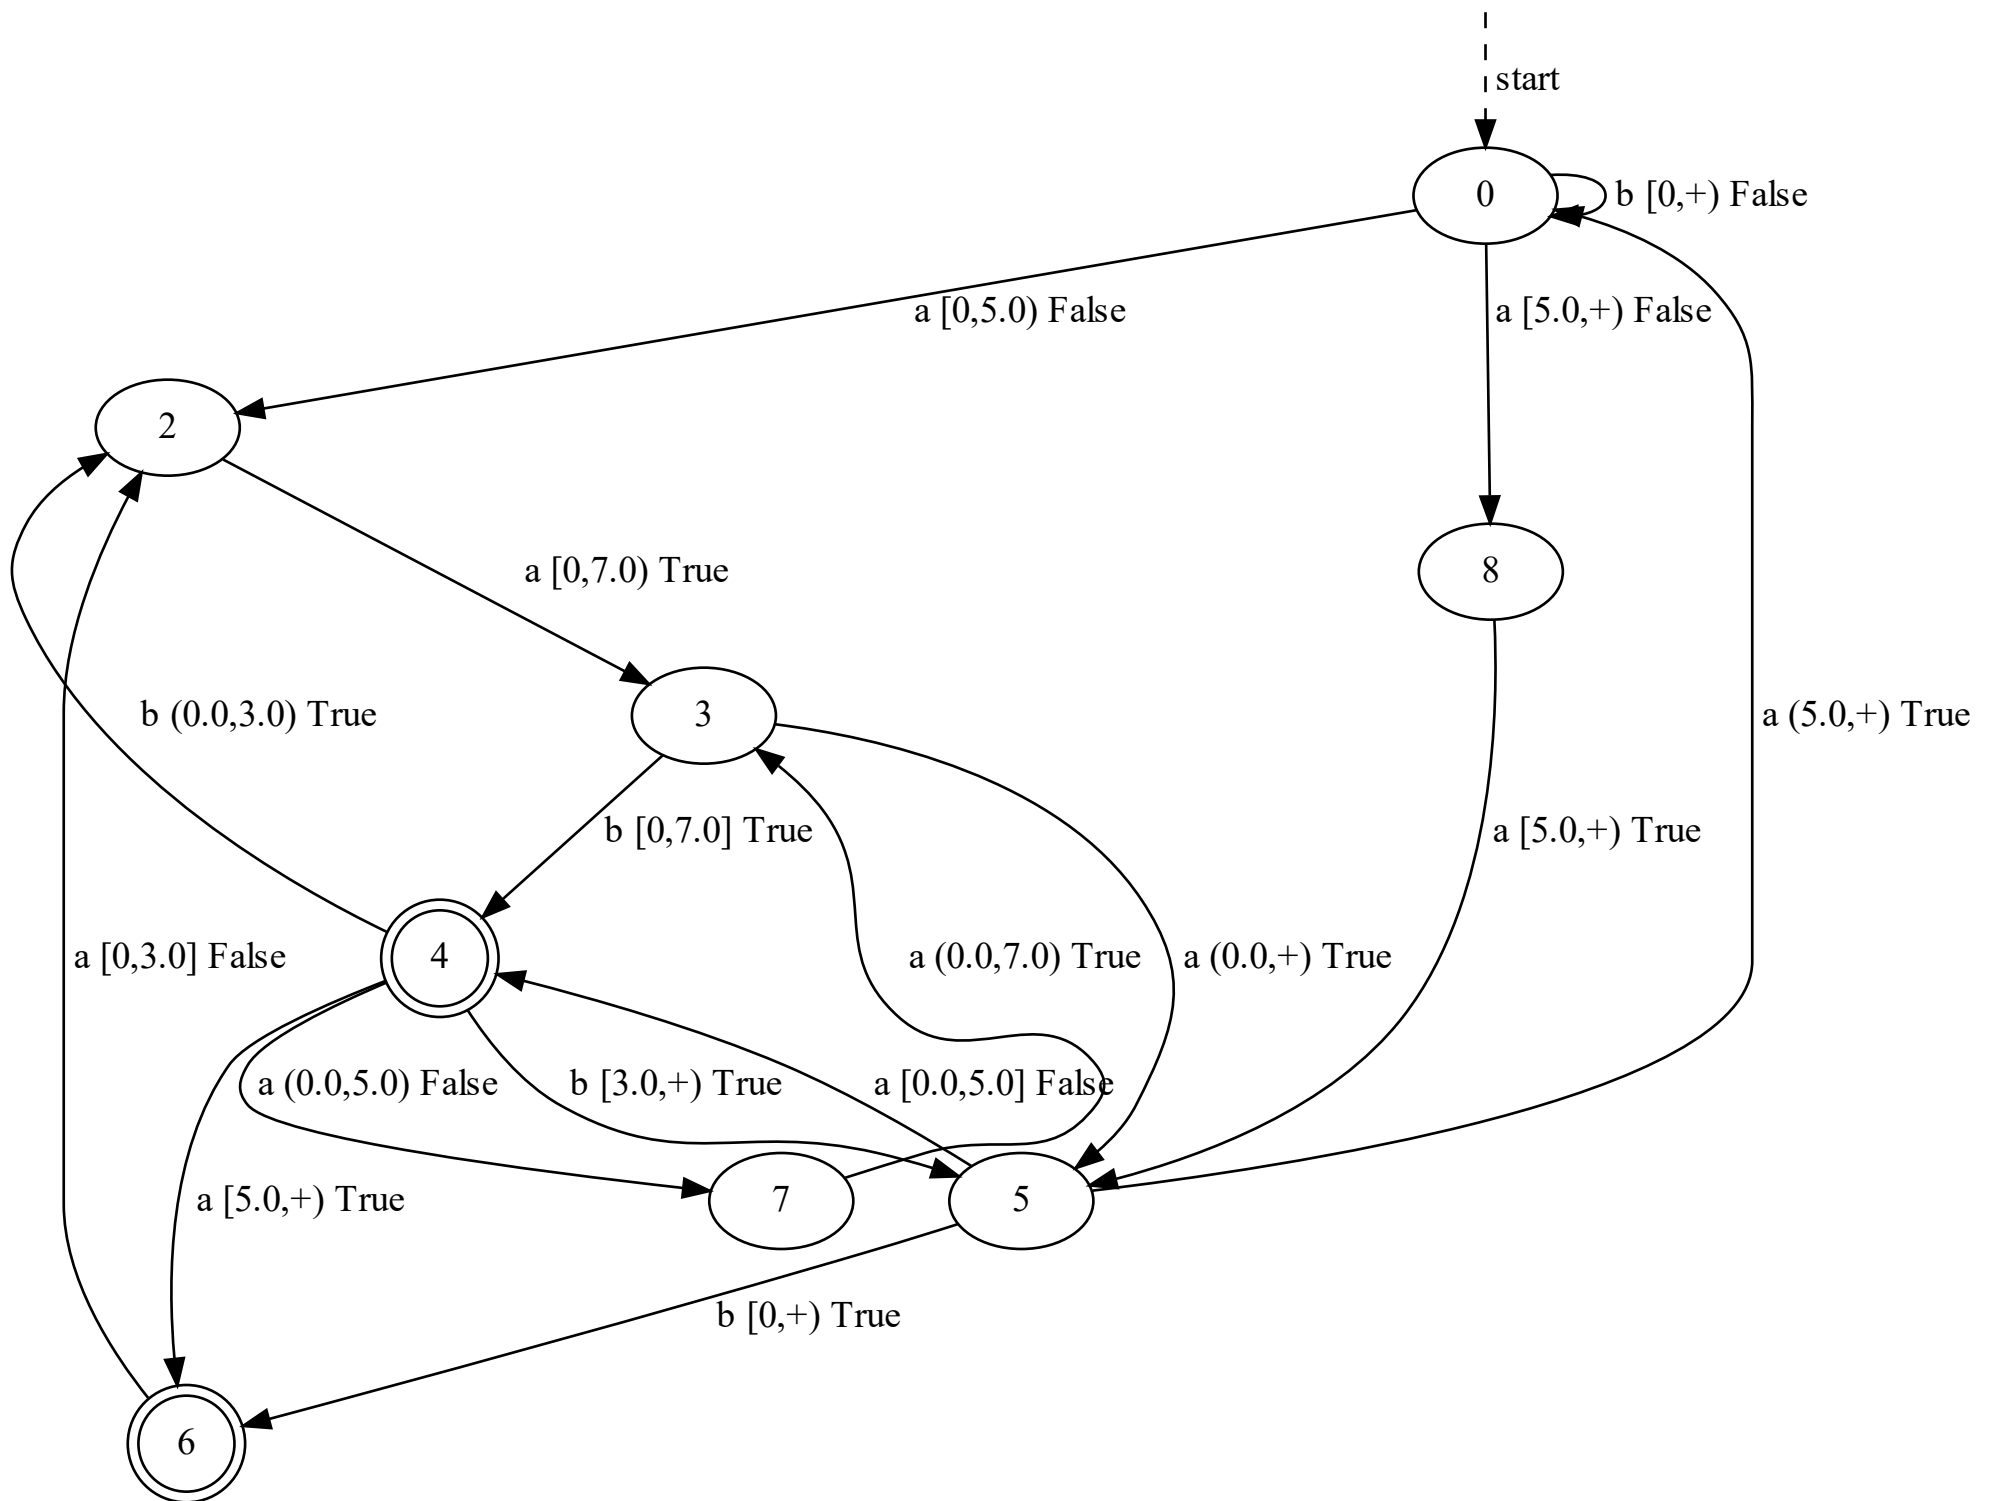 start
0
b [0,+) False
a [0,5.0) False
a [5.0,+) False
2
a [0,7.0) True
8
b (0.0,3.0) True
3
a (5.0,+) True
b [0,7.0] True
a [5.0,+) True
a [0,3.0] False
4
a (0.0,7.0) True
a (0.0,+) True
a (0.0,5.0) False
b [3.0,+) True
a [0.0,5.0] False
a [5.0,+) True
7
5
b [0,+) True
6